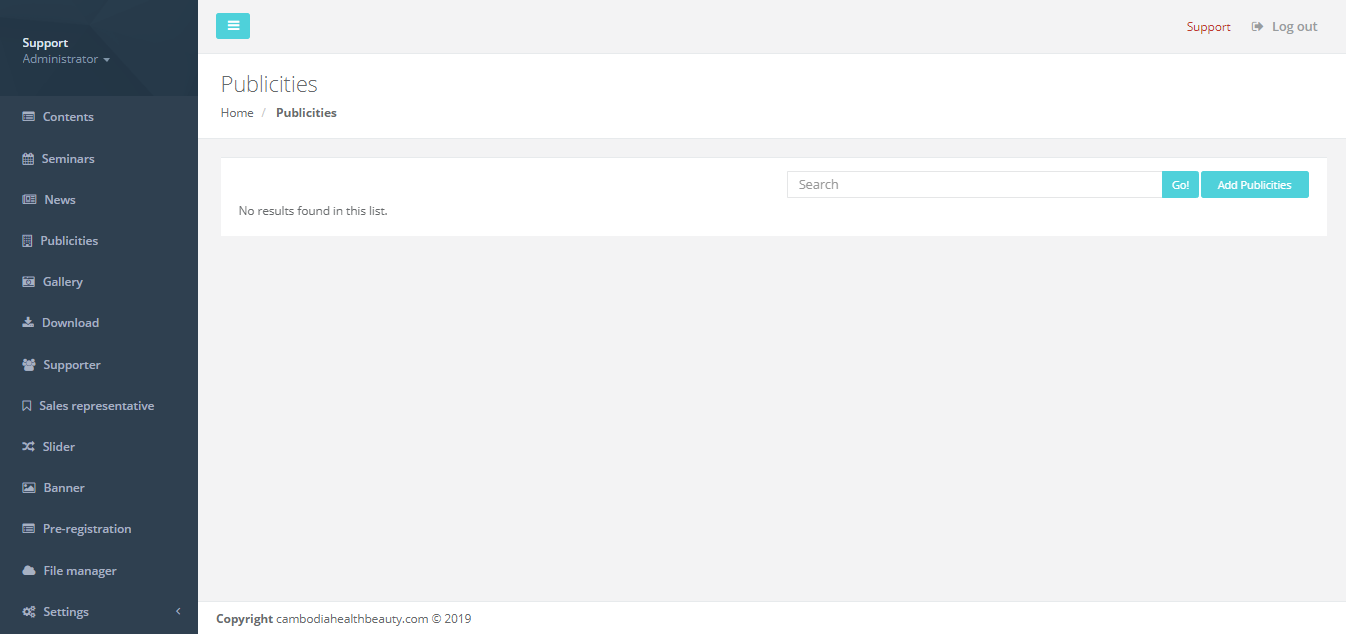 Support
Administrator
Contents
Seminars
News
Publicities
Gallery
Download
Supporter
Sales representative
Slider
Banner
Pre-registration
File manager
Settings
Support Log out
Publicities
Home / Publicities
Search Go! Add Publicities
No results found in this list.
Copyright cambodiahealthbeauty.com © 2019